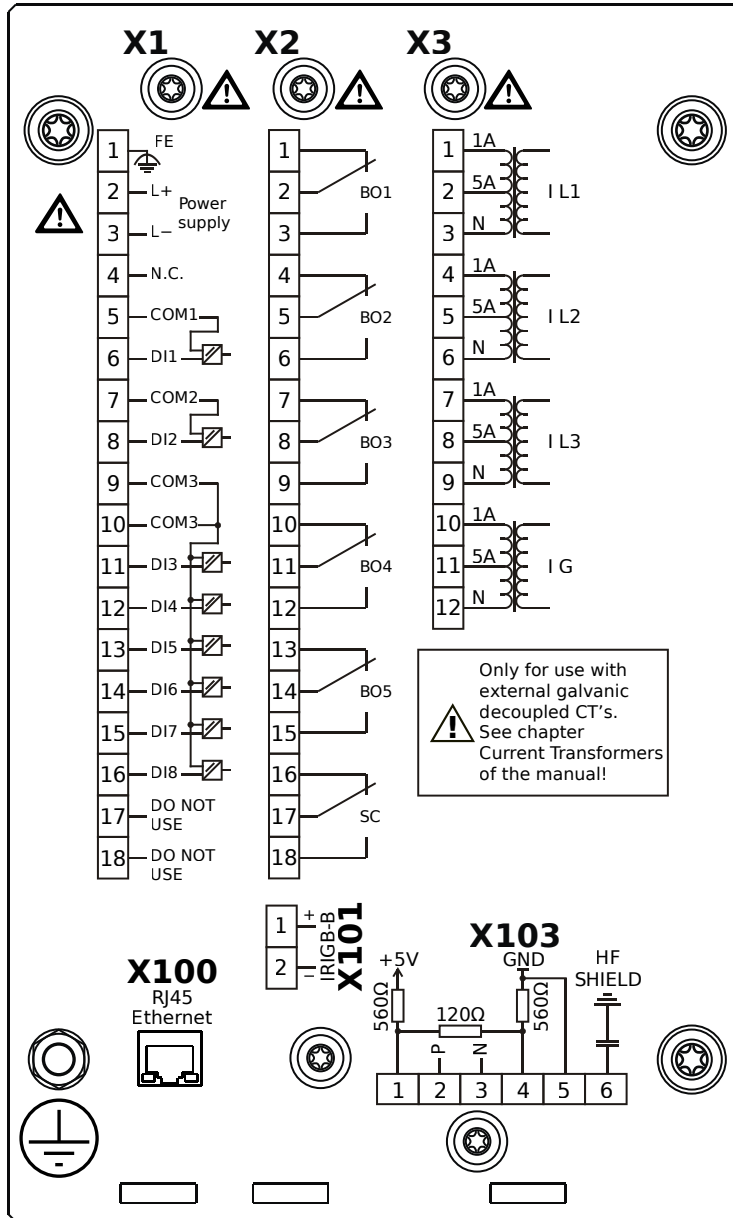 X1
X2
X3
1 FE
2 L+
3 L−
Power
supply
4 N.C.
5 COM1
6 DI1
7 COM2
8 DI2
9 COM3
10 COM3
11 DI3
12 DI4
13 DI5
14 DI6
15 DI7
16 DI8
17 DO NOT
USE
18 DO NOT
USE
1
2 BO1
3
4
5 BO2
6
7
8 BO3
9
10
11 BO4
12
13
14 BO5
15
16
17 SC
18
1 1A
2 5A I L1
3 N
4 1A
5 5A I L2
6 N
7 1A
8 5A I L3
9 N
10 1A
11 5A I G
12 N
Only for use with
external galvanic
decoupled CT's.
See chapter
Current Transformers
of the manual!
1 +
2 −
IRIGB-B
X101
X100
RJ45
Ethernet
X103
+5V
GND
HF
SHIELD
560Ω
120Ω
560Ω
P
N
1 2 3 4 5 6